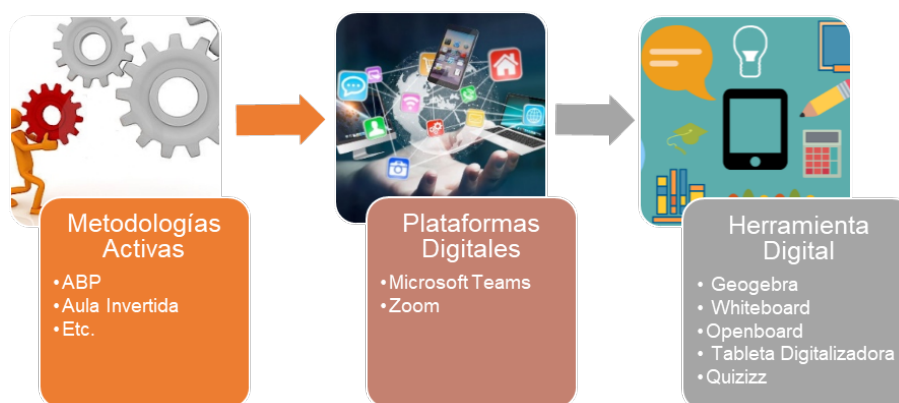 Metodologías
Activas
•ABP
•Aula Invertida
•Etc.
Plataformas
Digitales
•Microsoft Teams
•Zoom
Herramienta
Digital
• Geogebra
• Whiteboard
•Openboard
• Tableta Digitalizadora
•Quizizz